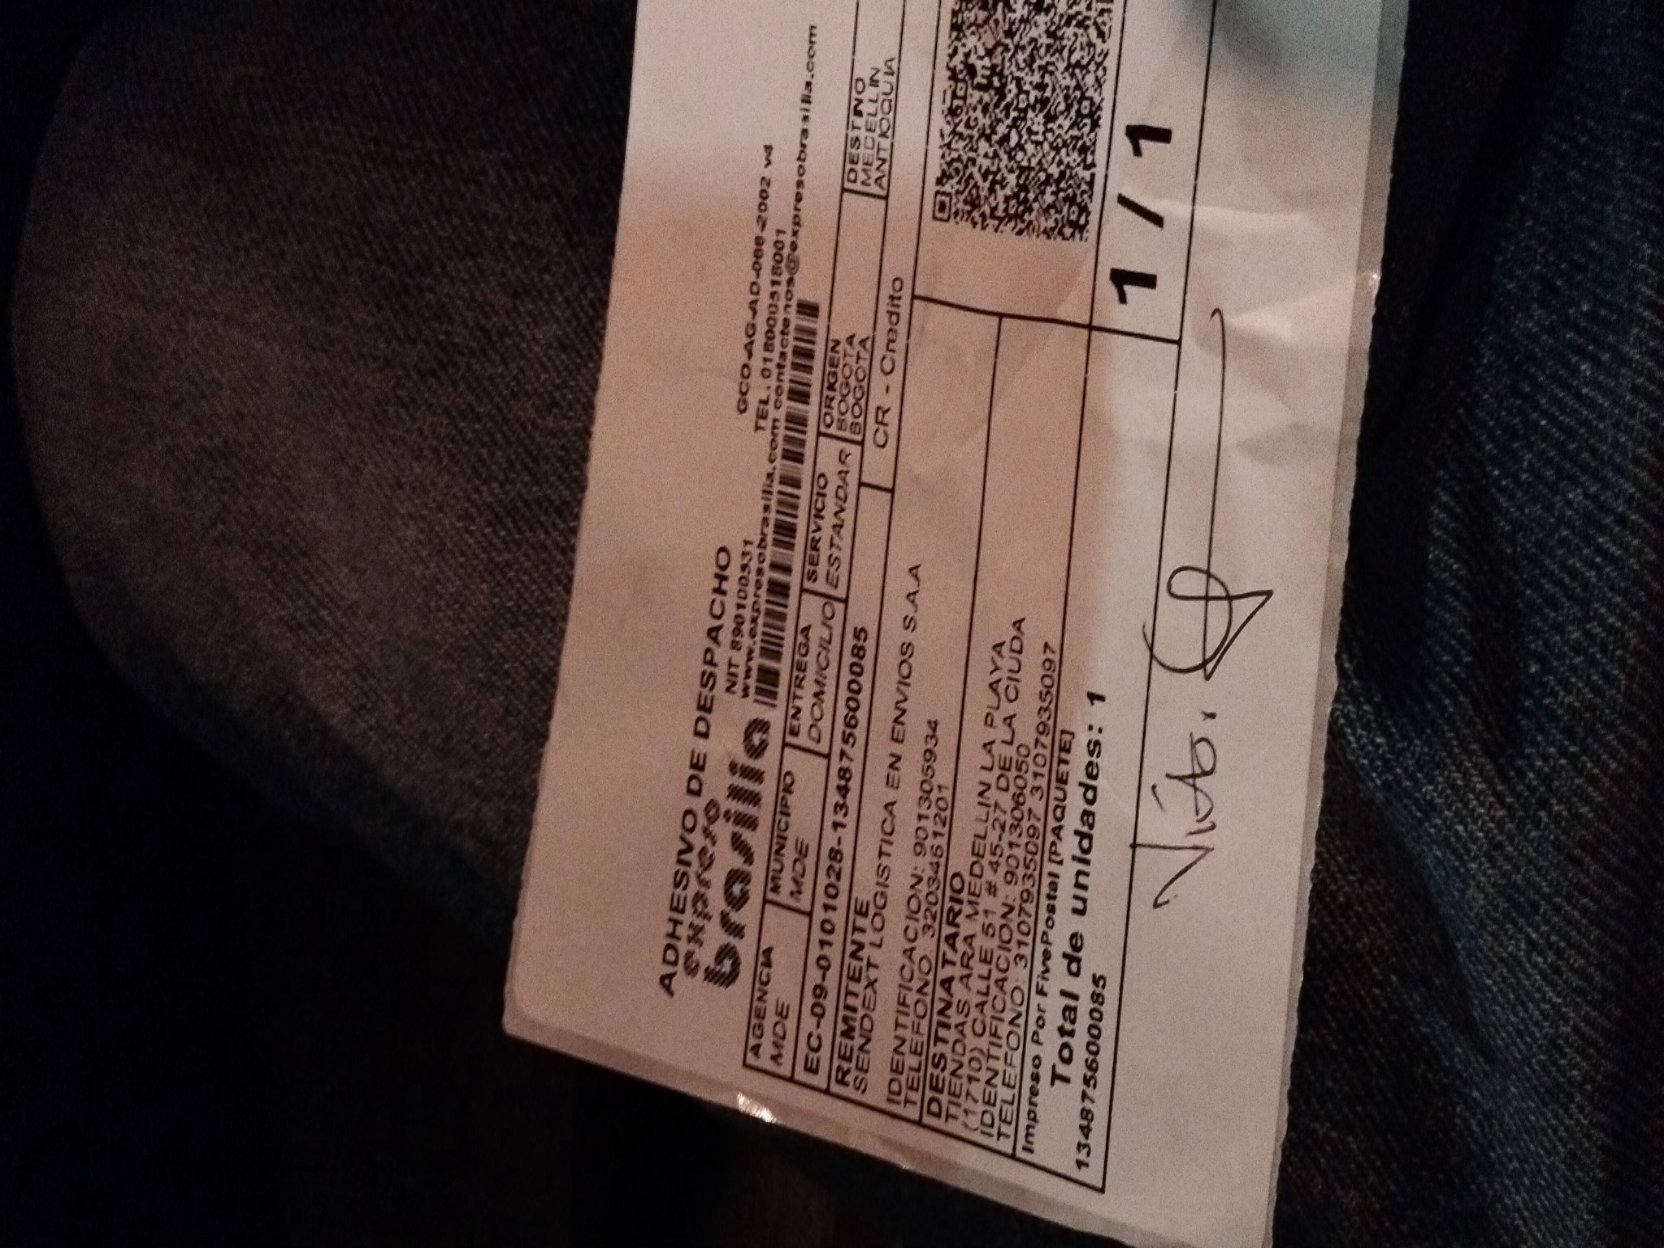 ADHESIVO DE DESPACHO
expreso
brasilia
GCO-AG-AD-066-2002 v4
NIT 890100531
TEL. 018000518001
www.expresobrasilia.com contactenos@expresobrasilia.com
AGENCIA
MDE
MUNICIPIO
MDE
ENTREGA
DOMICILIO
SERVICIO
ESTANDAR
ORIGEN
BOGOTA
BOGOTA
DESTINO
MEDELLIN
ANTIOQUIA
EC-09-0101028-1348756000085
CR - Credito
REMITENTE
SENDEXT LOGISTICA EN ENVIOS S.A.A
IDENTIFICACION: 901305934
TELEFONO 3203461201
DESTINATARIO
TIENDAS ARA MEDELLIN LA PLAYA
(1710) CALLE 51 # 45-27 DE LA CIUDA
IDENTIFICACION: 901306050
TELEFONO: 3107935097 3107935097
Impreso Por FivePostal [PAQUETE]
Total de unidades: 1
1348756000085
1 / 1